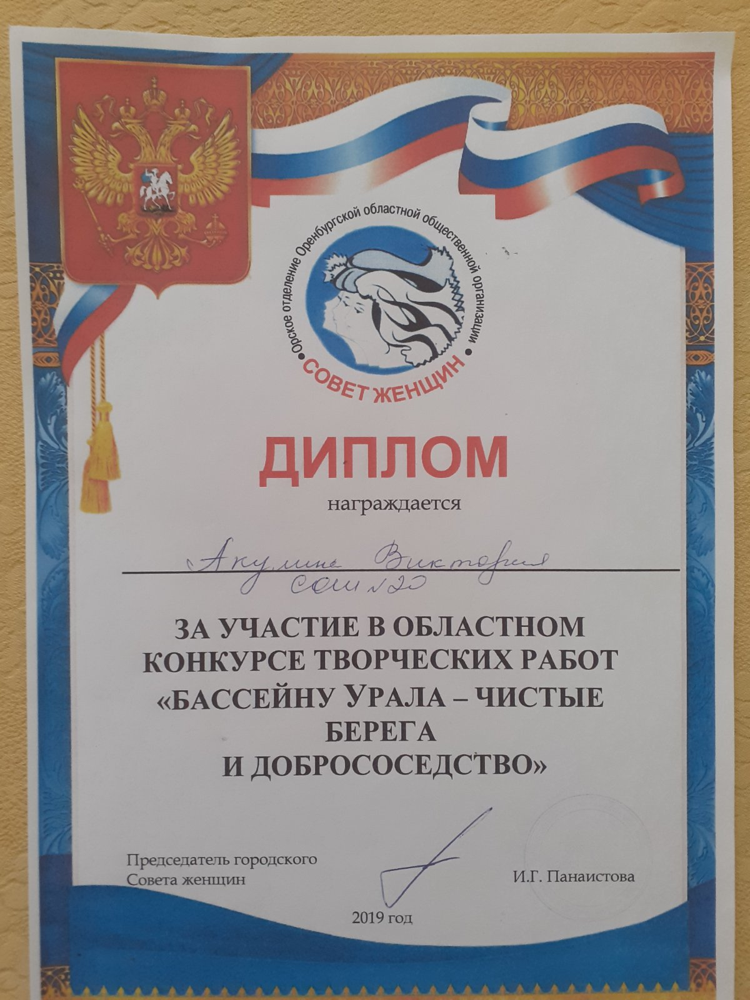 • Орское отделение Оренбургской областной общественной организации •
СОВЕТ ЖЕНЩИН
ДИПЛОМ
награждается
Акулина Виктория
СОШ №20
ЗА УЧАСТИЕ В ОБЛАСТНОМ
КОНКУРСЕ ТВОРЧЕСКИХ РАБОТ
«БАССЕЙНУ УРАЛА – ЧИСТЫЕ
БЕРЕГА
И ДОБРОСОСЕДСТВО»
Председатель городского
Совета женщин
И.Г. Панаистова
2019 год